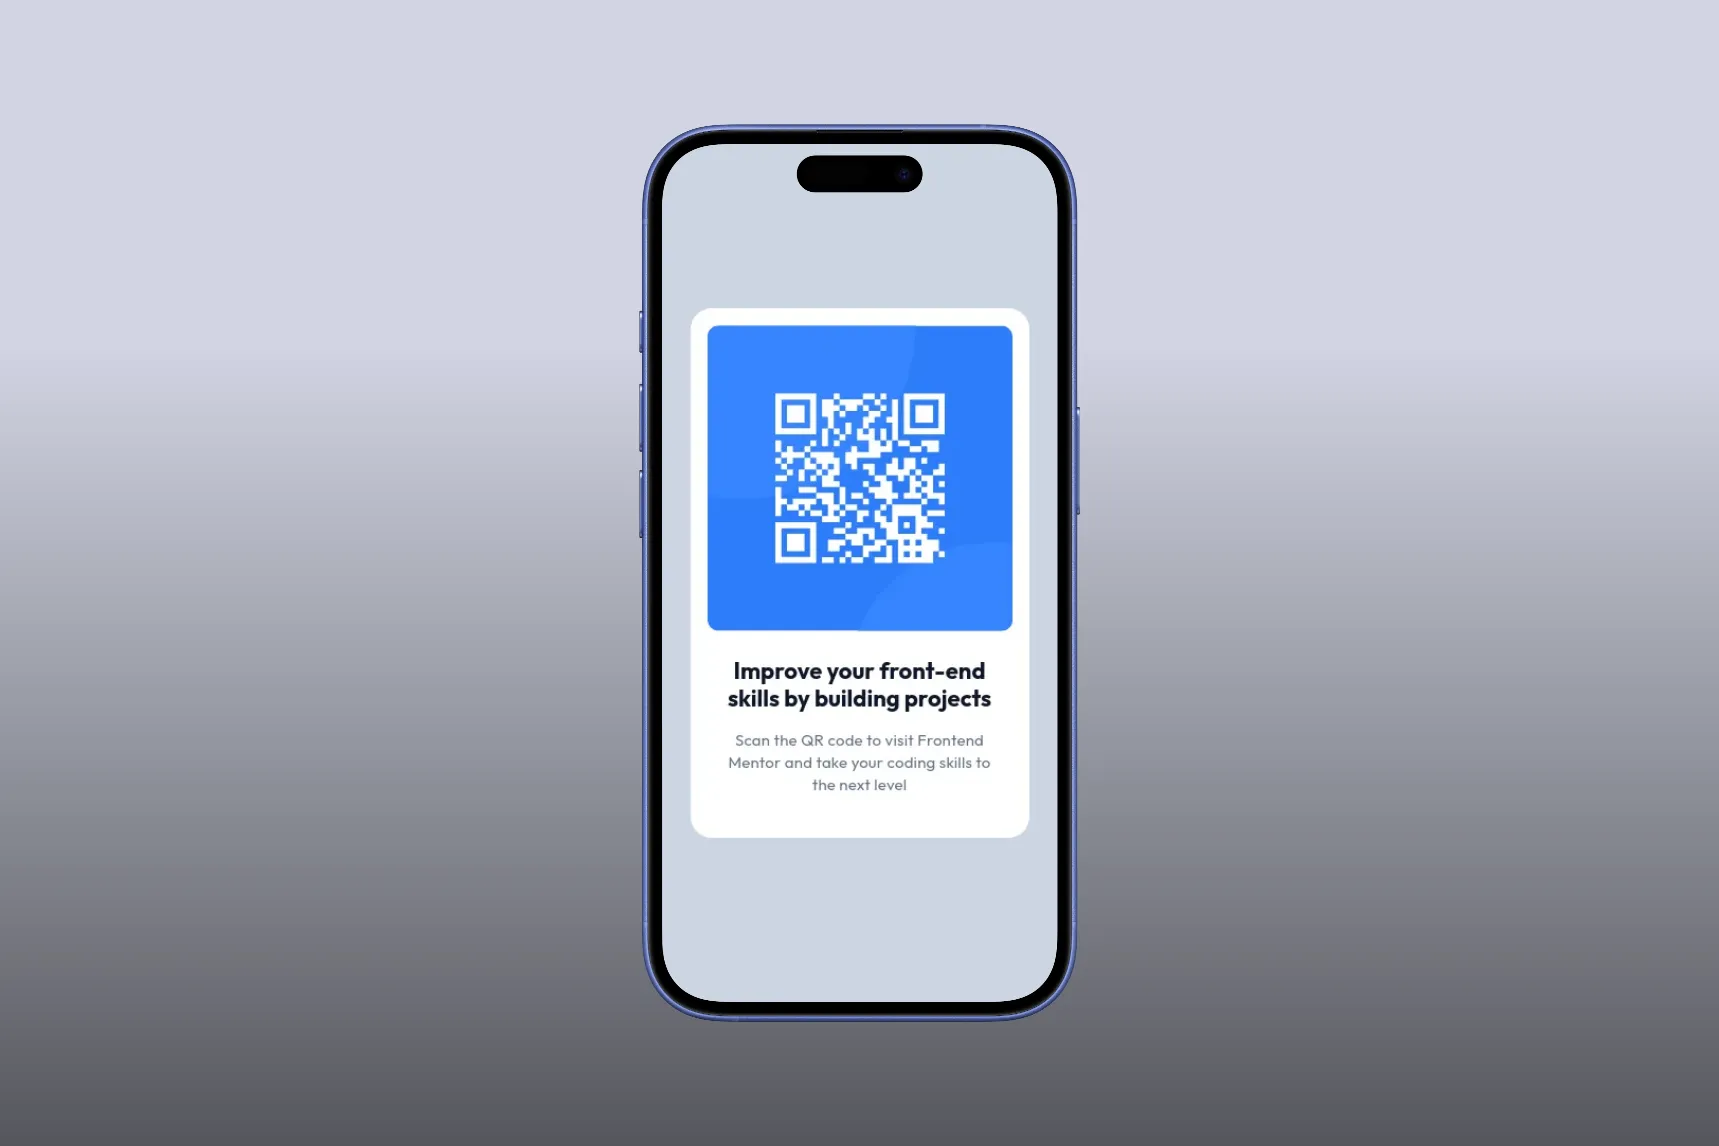 Improve your front-end
skills by building projects
Scan the QR code to visit Frontend
Mentor and take your coding skills to
the next level